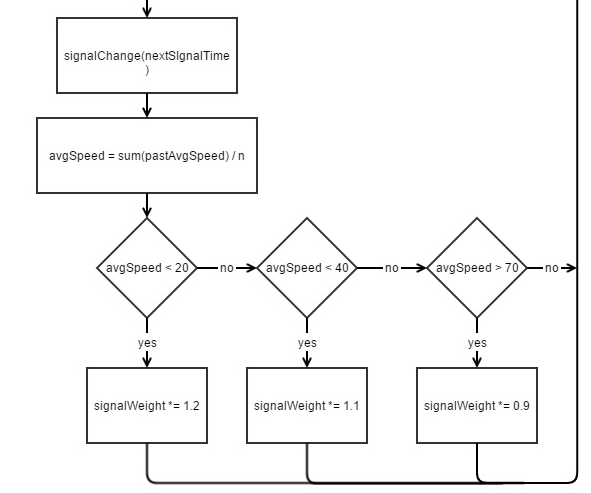 signalChange(nextSIgnalTime
)
avgSpeed = sum(pastAvgSpeed) / n
avgSpeed < 20
no
avgSpeed < 40
no
avgSpeed > 70
no
yes
yes
yes
signalWeight *= 1.2
signalWeight *= 1.1
signalWeight *= 0.9